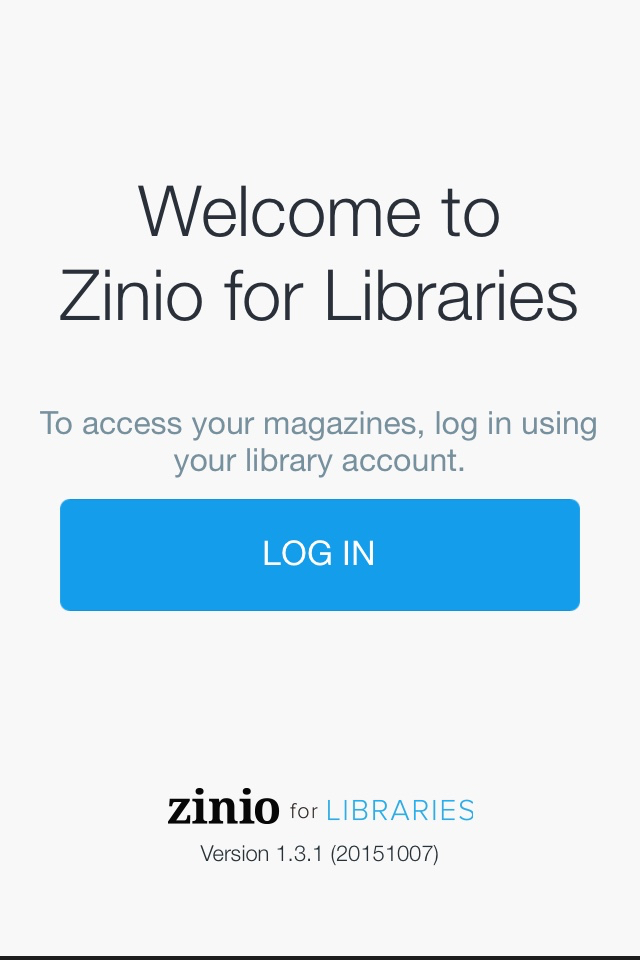 Welcome to
Zinio for Libraries
To access your magazines, log in using
your library account.
LOG IN
zinio for LIBRARIES
Version 1.3.1 (20151007)